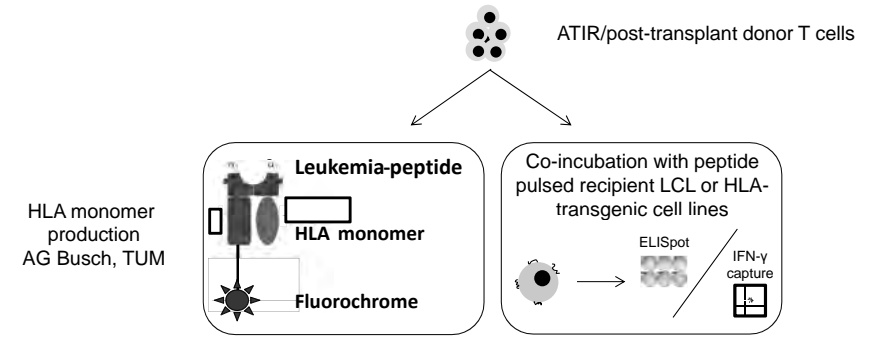 ATIR/post-transplant donor T cells
HLA monomer
production
AG Busch, TUM
Leukemia-peptide
HLA monomer
Fluorochrome
Co-incubation with peptide
pulsed recipient LCL or HLA-
transgenic cell lines
ELISpot
IFN-γ
capture